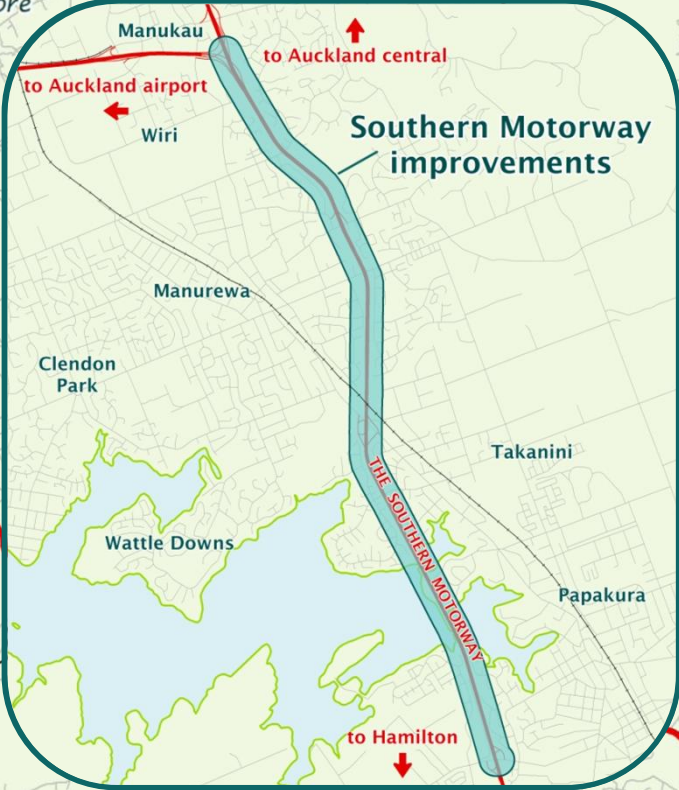 Manukau
to Auckland central
to Auckland airport
Wiri
Southern Motorway
improvements
Manurewa
Clendon
Park
Takanini
THE SOUTHERN MOTORWAY
Wattle Downs
Papakura
to Hamilton